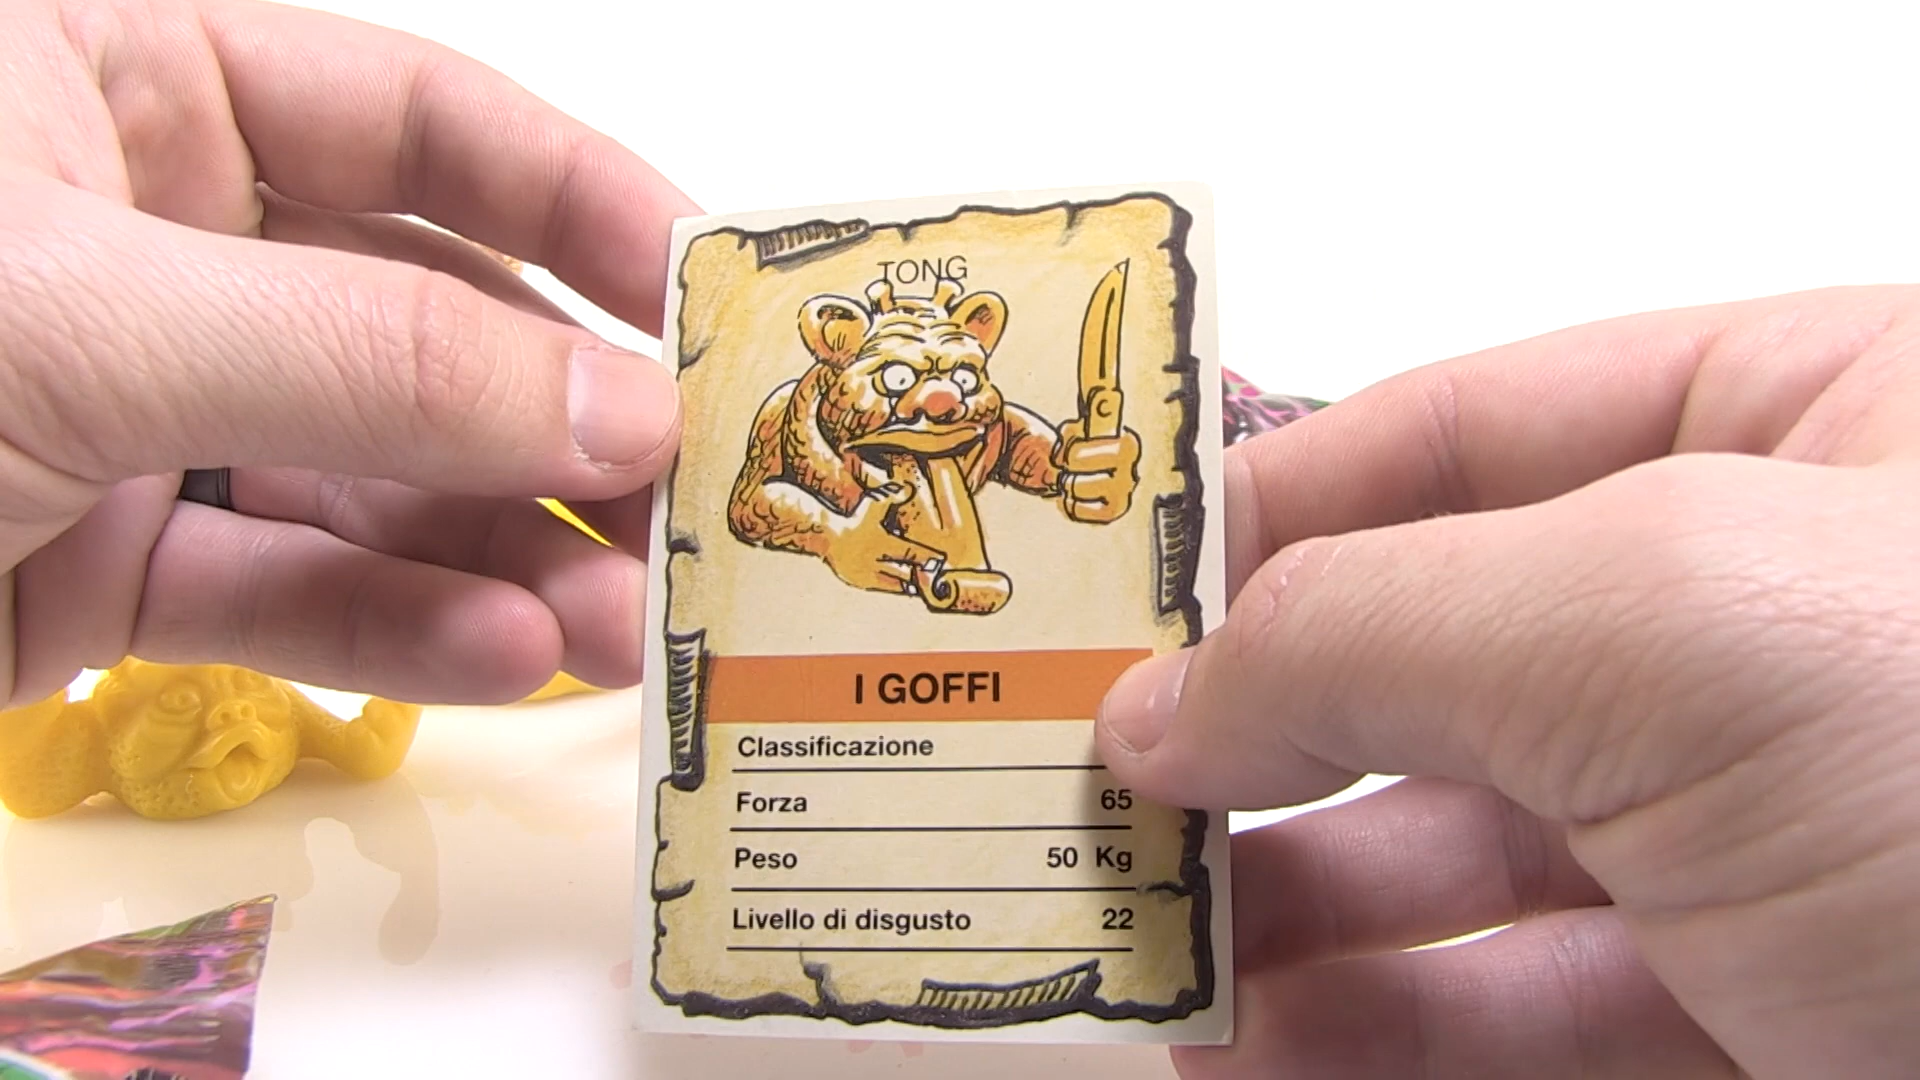 TONG
I GOFFI
Classificazione
Forza 65
Peso 50 Kg
Livello di disgusto 22